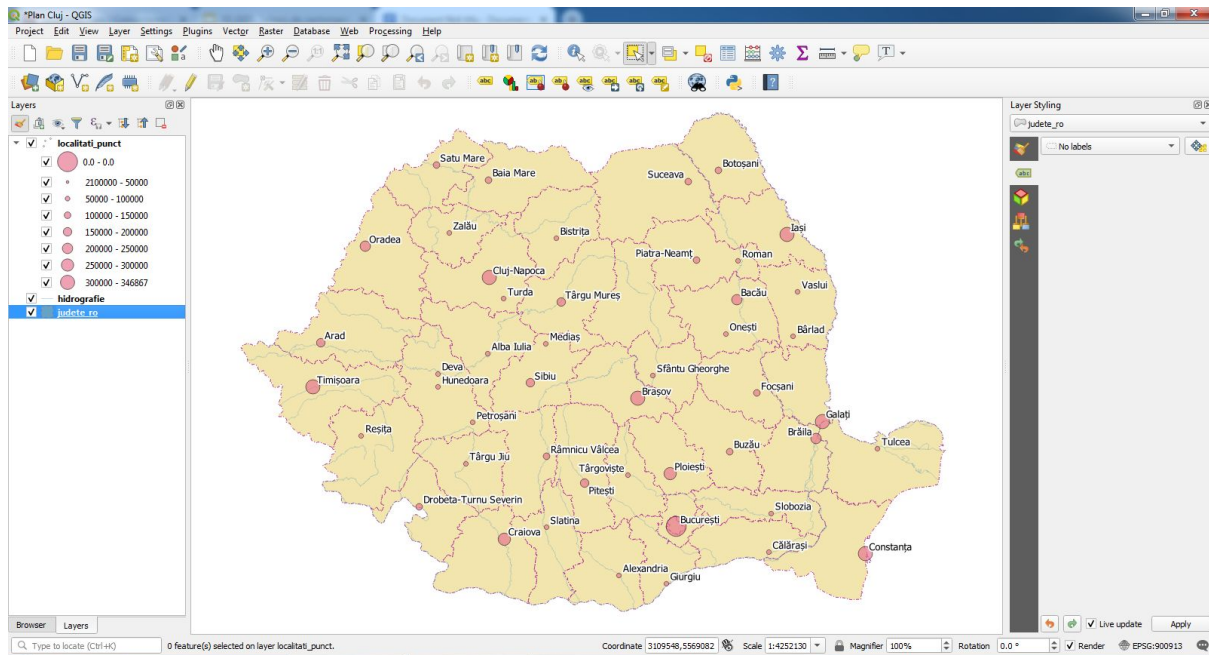 *Plan Cluj - QGIS
Project Edit View Layer Settings Plugins Vector Raster Database Web Processing Help
Layers
localitati_punct
0.0 - 0.0
2100000 - 50000
50000 - 100000
100000 - 150000
150000 - 200000
200000 - 250000
250000 - 300000
300000 - 346867
hidrografie
judete_ro
Browser Layers
Satu Mare
Baia Mare
Botoșani
Suceava
Zalău
Bistrița
Iași
Oradea
Piatra-Neamț
Roman
Cluj-Napoca
Turda
Târgu Mureș
Bacău
Vaslui
Arad
Alba Iulia
Mediaș
Onești
Bârlad
Deva
Hunedoara
Timișoara
Sibiu
Sfântu Gheorghe
Brașov
Focșani
Petroșani
Galați
Reșița
Brăila
Tulcea
Târgu Jiu
Râmnicu Vâlcea
Buzău
Târgoviște
Ploiești
Pitești
Drobeta-Turnu Severin
Slobozia
Slatina
București
Craiova
Călărași
Constanța
Alexandria
Giurgiu
Layer Styling
judete_ro
No labels
Live update Apply
Type to locate (Ctrl+K) 0 feature(s) selected on layer localitati_punct. Coordinate 3109548,5569082 Scale 1:4252130 Magnifier 100% Rotation 0.0 ° Render EPSG:900913